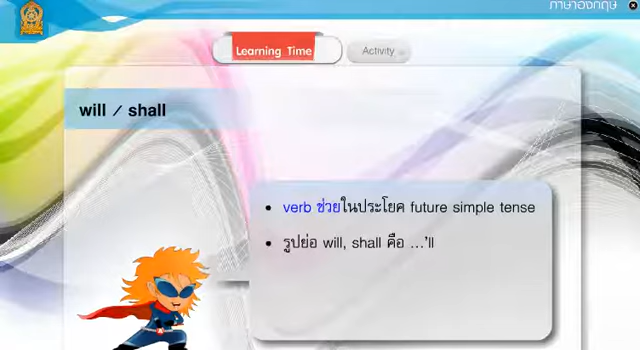 ภาษาอังกฤษ
Learning Time
Activity
will / shall
• verb ช่วยในประโยค future simple tense
• รูปย่อ will, shall คือ ...'ll